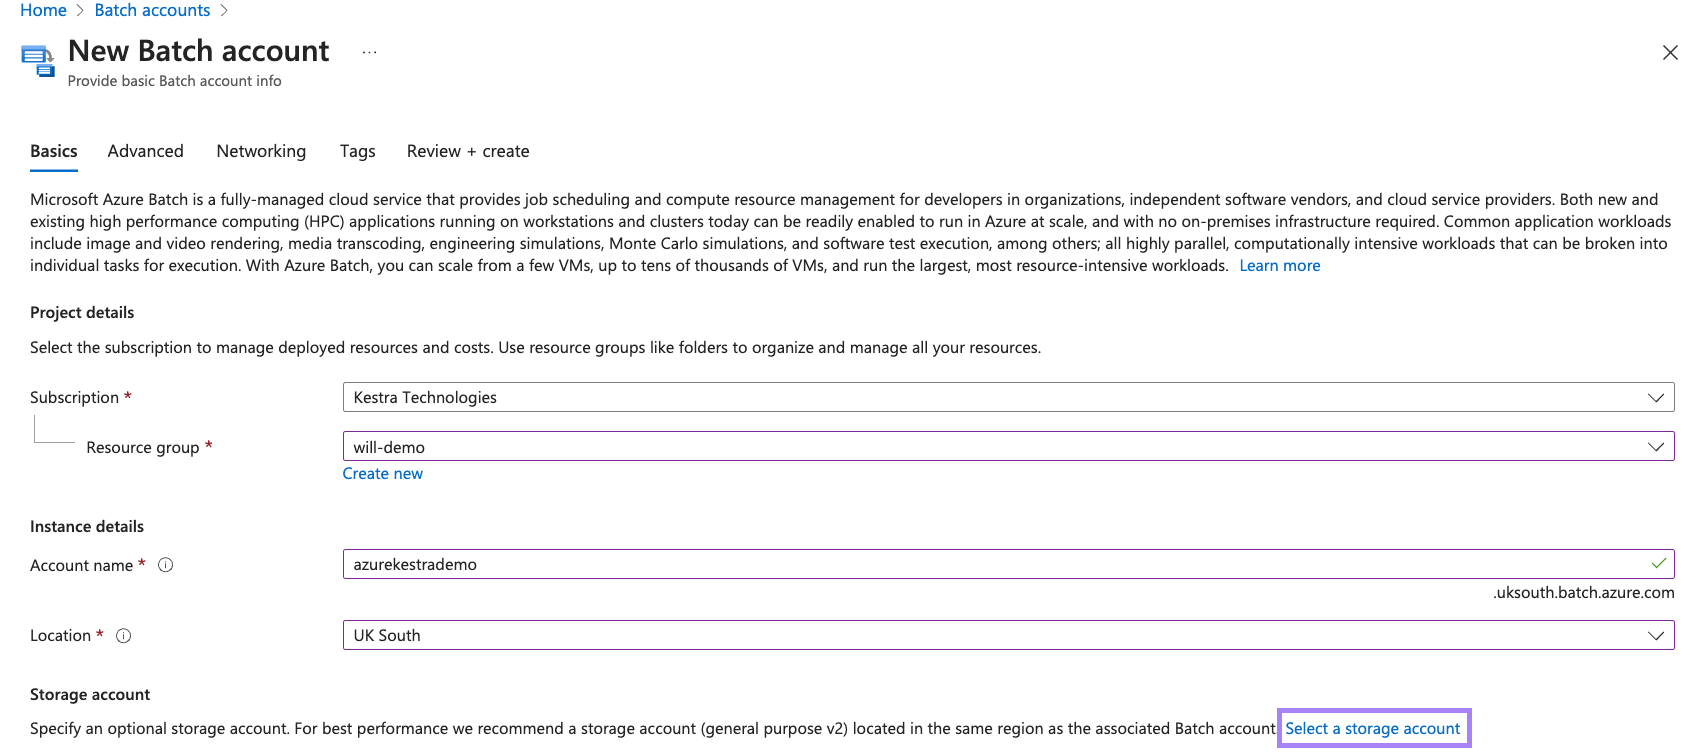 Home > Batch accounts >
New Batch account ...
Provide basic Batch account info
Basics Advanced Networking Tags Review + create
Microsoft Azure Batch is a fully-managed cloud service that provides job scheduling and compute resource management for developers in organizations, independent software vendors, and cloud service providers. Both new and
existing high performance computing (HPC) applications running on workstations and clusters today can be readily enabled to run in Azure at scale, and with no on-premises infrastructure required. Common application workloads
include image and video rendering, media transcoding, engineering simulations, Monte Carlo simulations, and software test execution, among others; all highly parallel, computationally intensive workloads that can be broken into
individual tasks for execution. With Azure Batch, you can scale from a few VMs, up to tens of thousands of VMs, and run the largest, most resource-intensive workloads. Learn more
Project details
Select the subscription to manage deployed resources and costs. Use resource groups like folders to organize and manage all your resources.
Subscription * Kestra Technologies
Resource group * will-demo
Create new
Instance details
Account name * azurekestrademo
.uksouth.batch.azure.com
Location * UK South
Storage account
Specify an optional storage account. For best performance we recommend a storage account (general purpose v2) located in the same region as the associated Batch account. Select a storage account